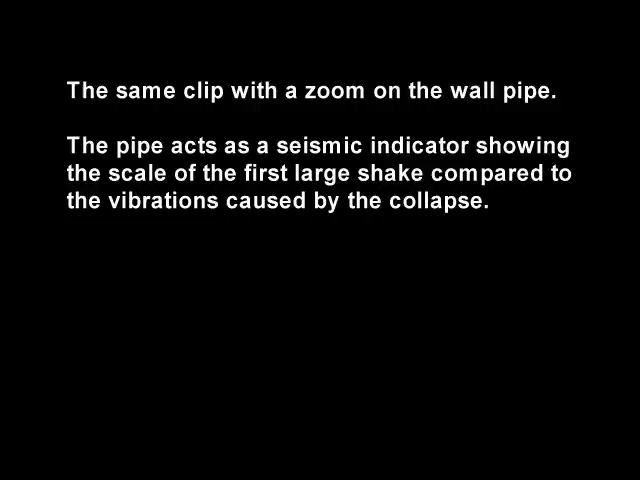 The same clip with a zoom on the wall pipe.
The pipe acts as a seismic indicator showing
the scale of the first large shake compared to
the vibrations caused by the collapse.